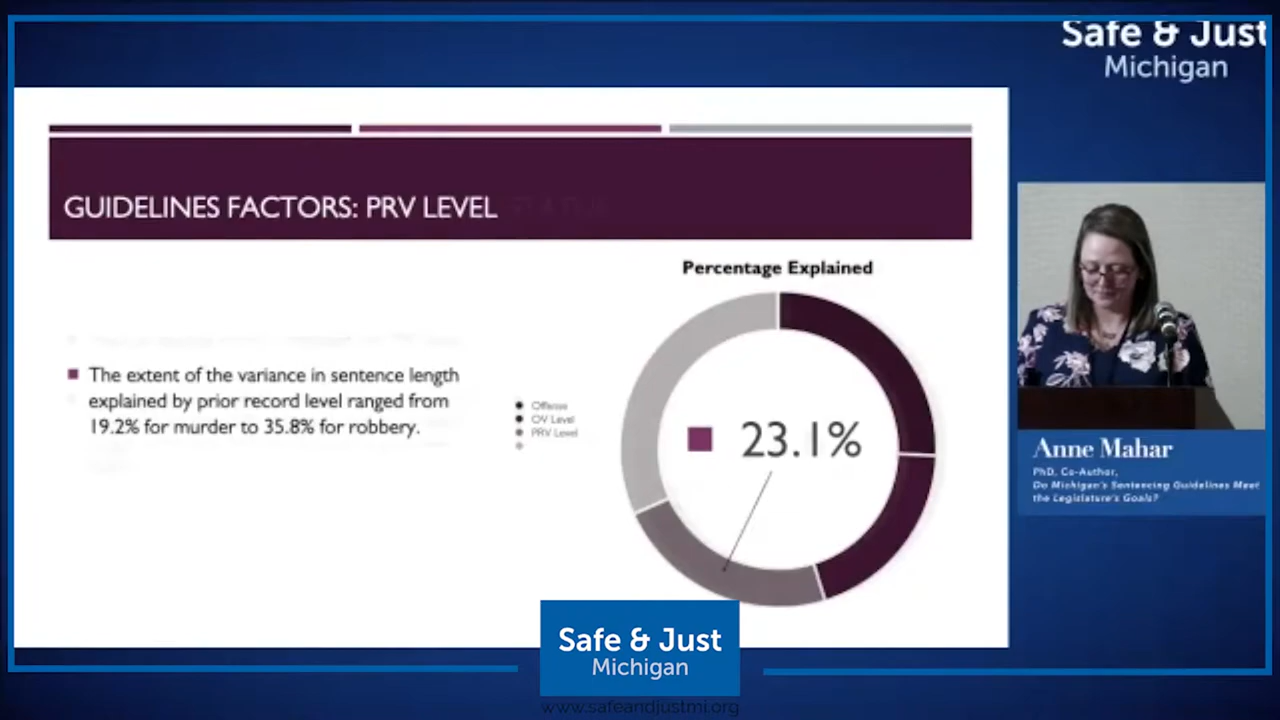 Safe & Just
Michigan
GUIDELINES FACTORS: PRV LEVEL
Percentage Explained
The extent of the variance in sentence length
explained by prior record level ranged from
19.2% for murder to 35.8% for robbery.
Offense
OV Level
PRV Level
23.1%
Anne Mahar
PhD, Co-Author,
Do Michigan's Sentencing Guidelines Meet
the Legislature's Goals?
Safe & Just
Michigan
www.safeandjustmi.org